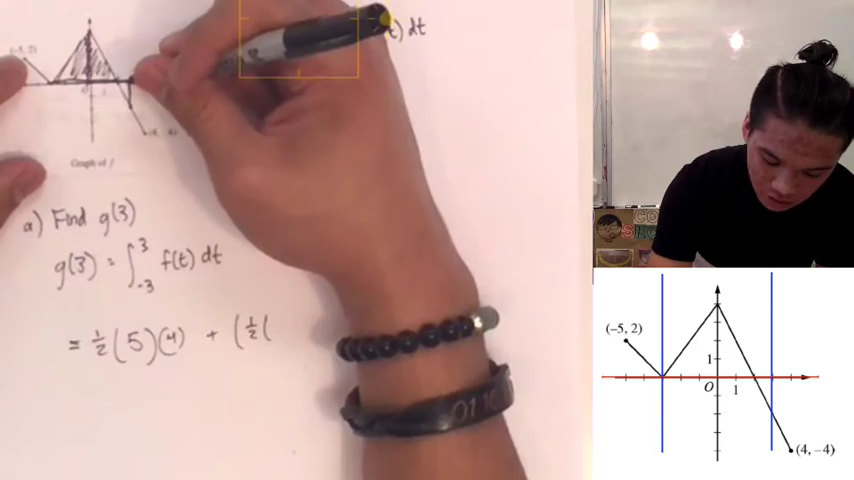 t) dt
(-5, 2)
O
Graph of f
a) Find g(3)
g(3) = ∫₋₃³ f(t) dt
= ½(5)(4) + (½(
(−5, 2)
1
O
1
(4, −4)